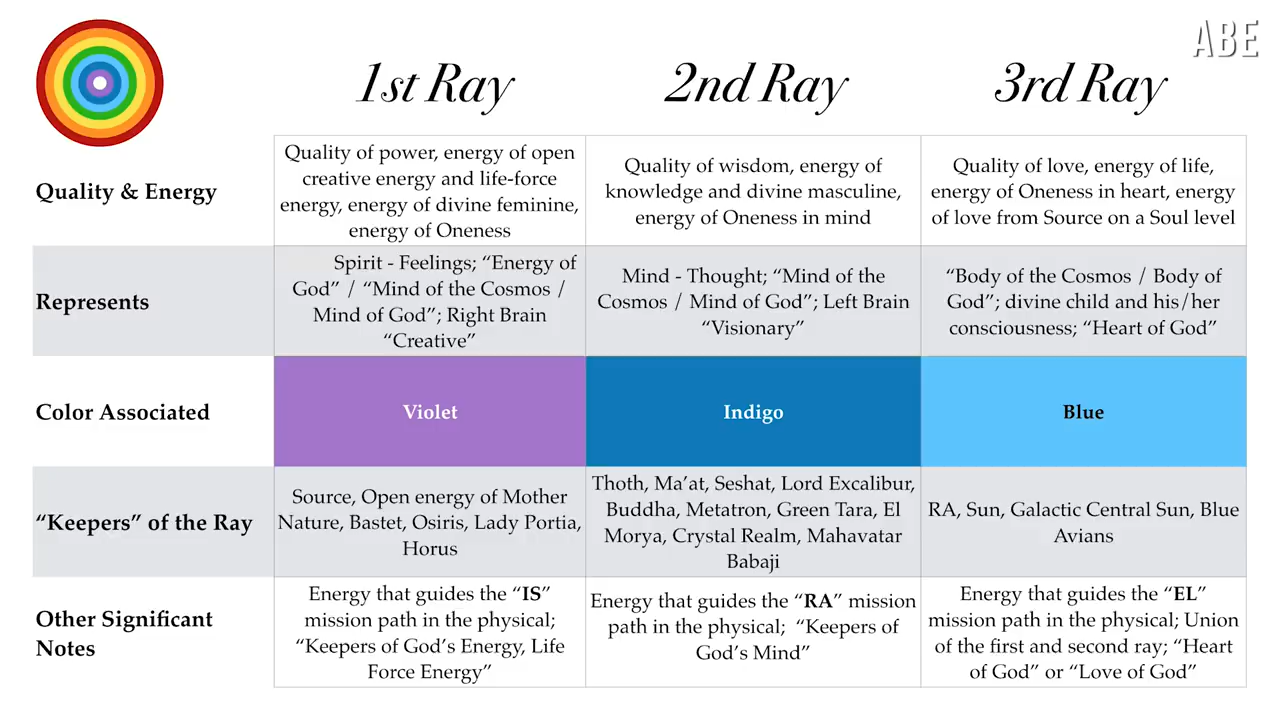 ABE
1st Ray
2nd Ray
3rd Ray
Quality & Energy
Quality of power, energy of open
creative energy and life-force
energy, energy of divine feminine,
energy of Oneness
Quality of wisdom, energy of
knowledge and divine masculine,
energy of Oneness in mind
Quality of love, energy of life,
energy of Oneness in heart, energy
of love from Source on a Soul level
Represents
Spirit - Feelings; “Energy of
God” / “Mind of the Cosmos /
Mind of God”; Right Brain
“Creative”
Mind - Thought; “Mind of the
Cosmos / Mind of God”; Left Brain
“Visionary”
“Body of the Cosmos / Body of
God”; divine child and his/her
consciousness; “Heart of God”
Color Associated
Violet
Indigo
Blue
“Keepers” of the Ray
Source, Open energy of Mother
Nature, Bastet, Osiris, Lady Portia,
Horus
Thoth, Ma’at, Seshat, Lord Excalibur,
Buddha, Metatron, Green Tara, El
Morya, Crystal Realm, Mahavatar
Babaji
RA, Sun, Galactic Central Sun, Blue
Avians
Other Significant
Notes
Energy that guides the “IS”
mission path in the physical;
“Keepers of God’s Energy, Life
Force Energy”
Energy that guides the “RA” mission
path in the physical; “Keepers of
God’s Mind”
Energy that guides the “EL”
mission path in the physical; Union
of the first and second ray; “Heart
of God” or “Love of God”